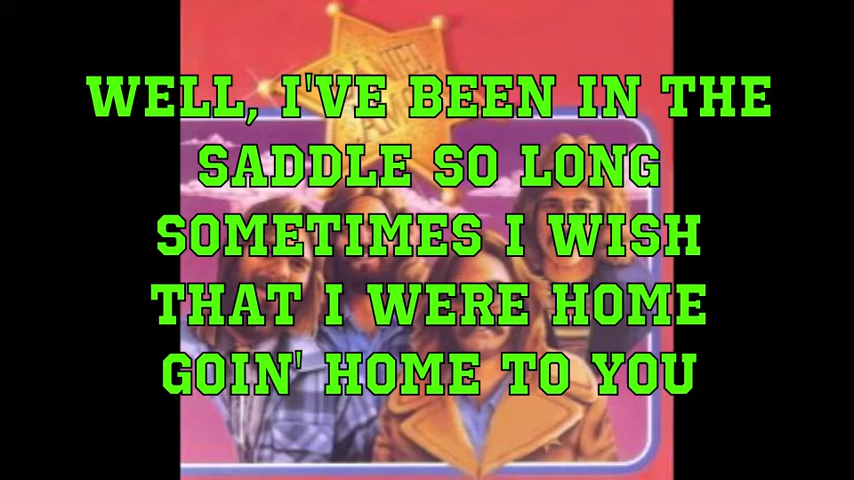 WELL, I'VE BEEN IN THE
SADDLE SO LONG
SOMETIMES I WISH
THAT I WERE HOME
GOIN' HOME TO YOU